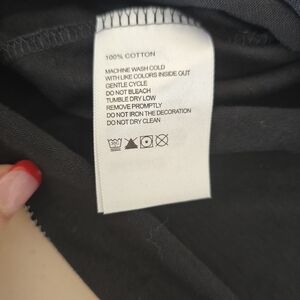 100% COTTON
MACHINE WASH COLD
WITH LIKE COLORS INSIDE OUT
GENTLE CYCLE
DO NOT BLEACH
TUMBLE DRY LOW
REMOVE PROMPTLY
DO NOT IRON THE DECORATION
DO NOT DRY CLEAN